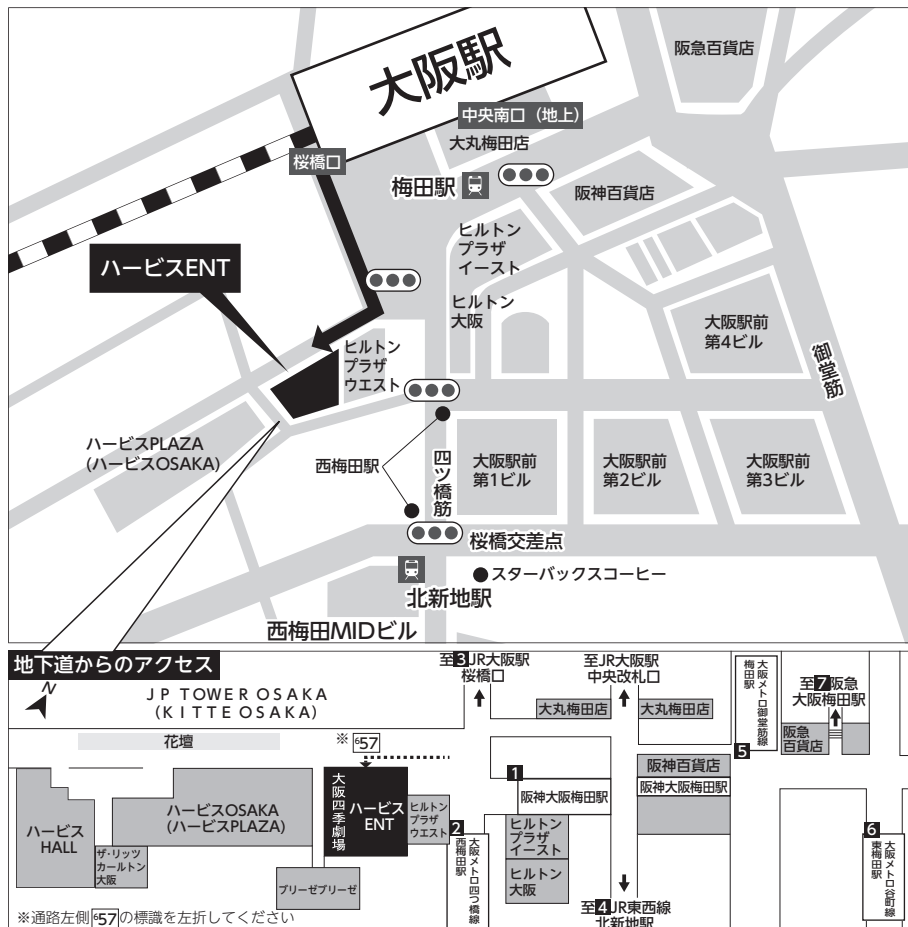 大阪駅
阪急百貨店
中央南口（地上）
大丸梅田店
桜橋口
梅田駅
阪神百貨店
ヒルトン
プラザ
イースト
ハービスENT
ヒルトン
大阪
大阪駅前
第4ビル
御堂筋
ヒルトン
プラザ
ウエスト
ハービスPLAZA
(ハービスOSAKA)
西梅田駅
四ツ橋筋
大阪駅前
第1ビル
大阪駅前
第2ビル
大阪駅前
第3ビル
桜橋交差点
スターバックスコーヒー
北新地駅
西梅田MIDビル
地下道からのアクセス
N
JP TOWER OSAKA
(KITTE OSAKA)
花壇
※ 6 57
至3JR大阪駅
桜橋口
至JR大阪駅
中央改札口
大丸梅田店
大丸梅田店
大阪メトロ御堂筋線
梅田駅
5
至7阪急
大阪梅田駅
阪急
百貨店
阪神百貨店
阪神大阪梅田駅
1
阪神大阪梅田駅
ハービス
HALL
ハービスOSAKA
(ハービスPLAZA)
大阪四季劇場
ハービス
ENT
ヒルトン
プラザ
ウエスト
2
大阪メトロ四つ橋線
西梅田駅
ヒルトン
プラザ
イースト
ヒルトン
大阪
6
大阪メトロ谷町線
東梅田駅
ザ・リッツ
カールトン
大阪
ブリーゼブリーゼ
至4JR東西線
北新地駅
※通路左側6 57の標識を左折してください